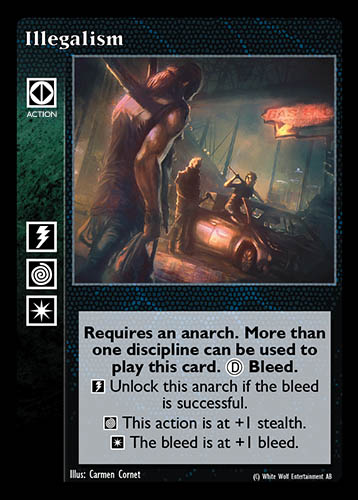 Illegalism
ACTION
Requires an anarch. More than
one discipline can be used to
play this card. Ⓓ Bleed.
Unlock this anarch if the bleed
is successful.
This action is at +1 stealth.
The bleed is at +1 bleed.
Illus: Carmen Cornet
(C) White Wolf Entertainment AB